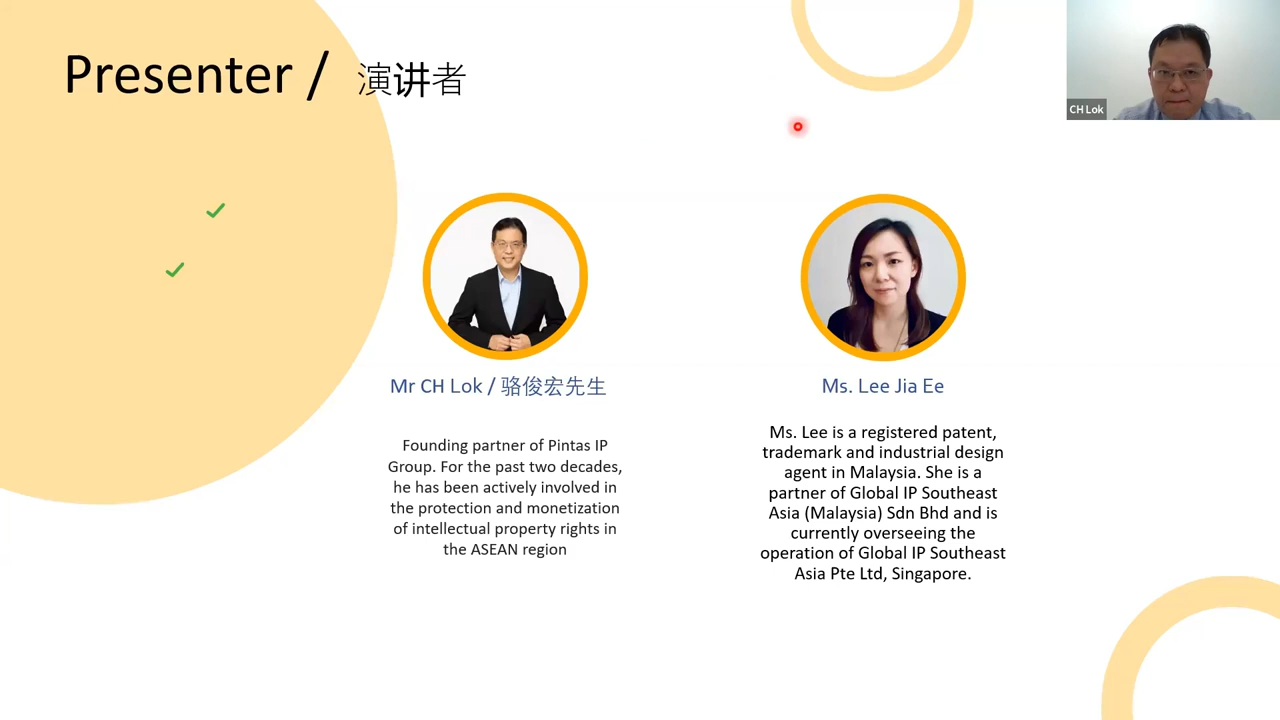 Presenter / 演讲者
CH Lok
Mr CH Lok / 骆俊宏先生
Founding partner of Pintas IP
Group. For the past two decades,
he has been actively involved in
the protection and monetization
of intellectual property rights in
the ASEAN region
Ms. Lee Jia Ee
Ms. Lee is a registered patent,
trademark and industrial design
agent in Malaysia. She is a
partner of Global IP Southeast
Asia (Malaysia) Sdn Bhd and is
currently overseeing the
operation of Global IP Southeast
Asia Pte Ltd, Singapore.